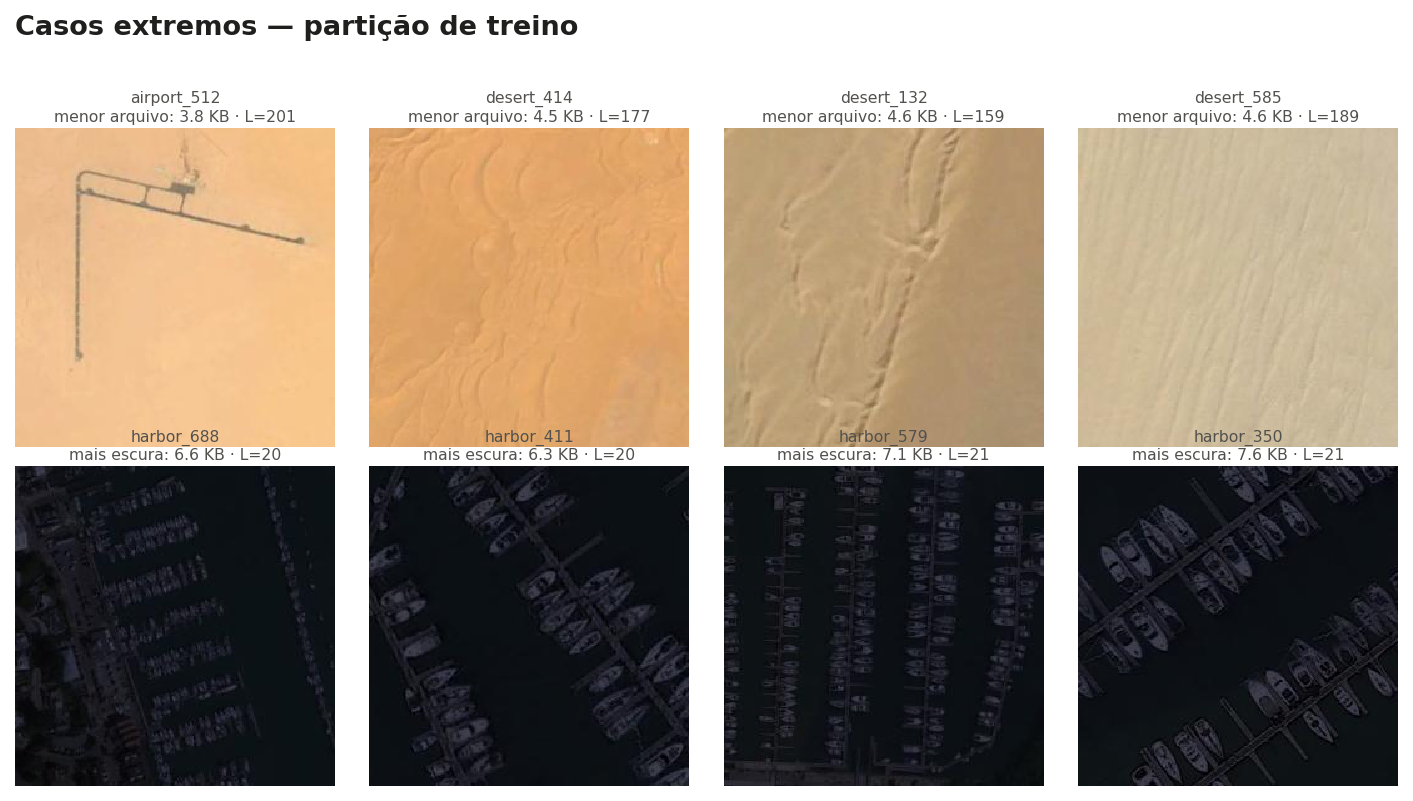 Casos extremos — partição de treino
airport_512
menor arquivo: 3.8 KB · L=201
desert_414
menor arquivo: 4.5 KB · L=177
desert_132
menor arquivo: 4.6 KB · L=159
desert_585
menor arquivo: 4.6 KB · L=189
harbor_688
mais escura: 6.6 KB · L=20
harbor_411
mais escura: 6.3 KB · L=20
harbor_579
mais escura: 7.1 KB · L=21
harbor_350
mais escura: 7.6 KB · L=21